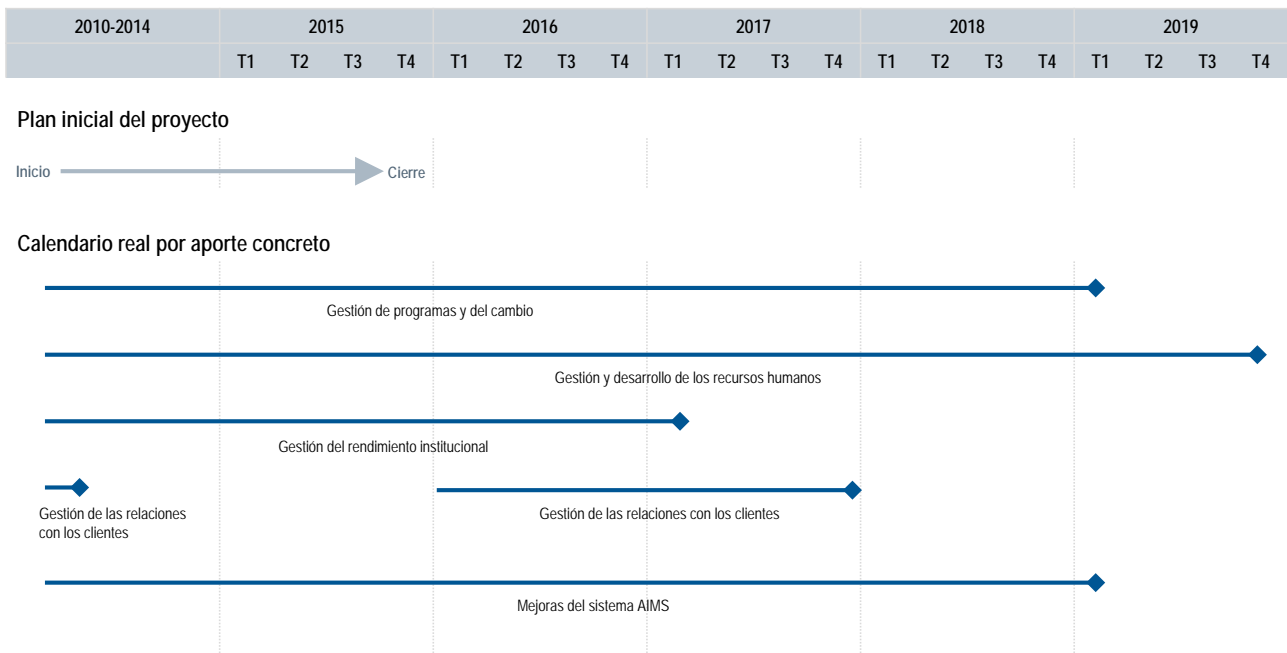 2010-2014 2015 2016 2017 2018 2019
T1 T2 T3 T4 T1 T2 T3 T4 T1 T2 T3 T4 T1 T2 T3 T4 T1 T2 T3 T4
Plan inicial del proyecto
Inicio Cierre
Calendario real por aporte concreto
Gestión de programas y del cambio
Gestión y desarrollo de los recursos humanos
Gestión del rendimiento institucional
Gestión de las relaciones
con los clientes
Gestión de las relaciones con los clientes
Mejoras del sistema AIMS